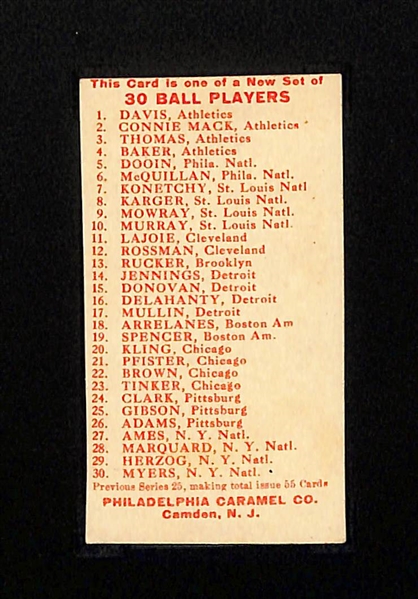 This Card is one of a New Set of
30 BALL PLAYERS
1. DAVIS, Athletics
2. CONNIE MACK, Athletics
3. THOMAS, Athletics
4. BAKER, Athletics
5. DOOIN, Phila. Natl.
6. McQUILLAN, Phila. Natl.
7. KONETCHY, St. Louis Natl
8. KARGER, St. Louis Natl.
9. MOWRAY, St. Louis Natl.
10. MURRAY, St. Louis Natl.
11. LAJOIE, Cleveland
12. ROSSMAN, Cleveland
13. RUCKER, Brooklyn
14. JENNINGS, Detroit
15. DONOVAN, Detroit
16. DELAHANTY, Detroit
17. MULLIN, Detroit
18. ARRELANES, Boston Am
19. SPENCER, Boston Am.
20. KLING, Chicago
21. PFISTER, Chicago
22. BROWN, Chicago
23. TINKER, Chicago
24. CLARK, Pittsburg
25. GIBSON, Pittsburg
26. ADAMS, Pittsburg
27. AMES, N. Y. Natl.
28. MARQUARD, N. Y. Natl.
29. HERZOG, N. Y. Natl.
30. MYERS, N. Y. Natl.
Previous Series 25, making total issue 55 Cards
PHILADELPHIA CARAMEL CO.
Camden, N. J.